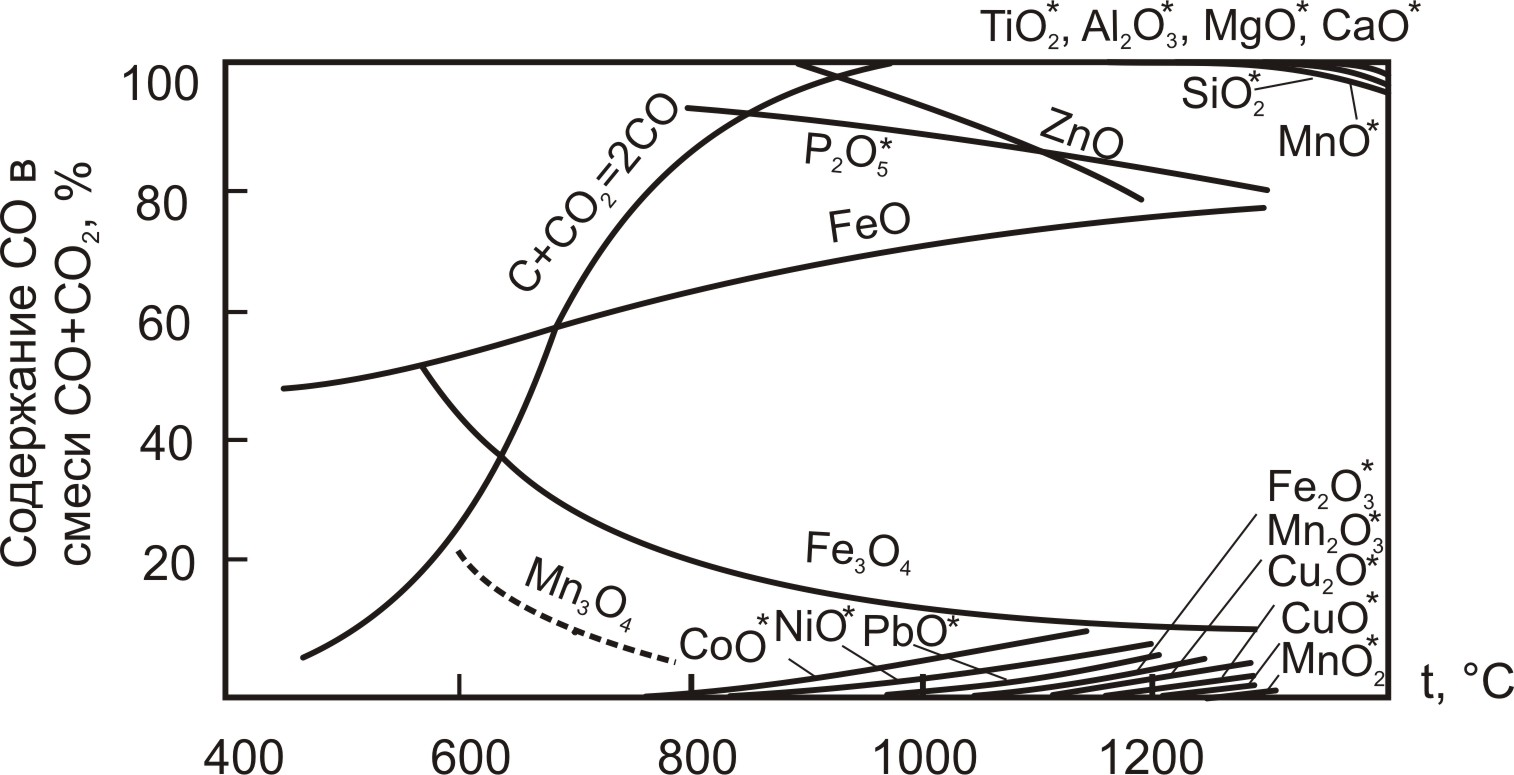 TiO₂*, Al₂O₃*, MgO*, CaO*
100
SiO₂*
MnO*
ZnO
P₂O₅*
C+CO₂=2CO
80
FeO
60
40
Fe₂O₃*
Mn₂O₃*
Cu₂O*
CuO*
MnO₂*
20
Fe₃O₄
Mn₃O₄
CoO*
NiO*
PbO*
t, °C
400
600
800
1000
1200
Содержание CO в
смеси CO+CO₂, %